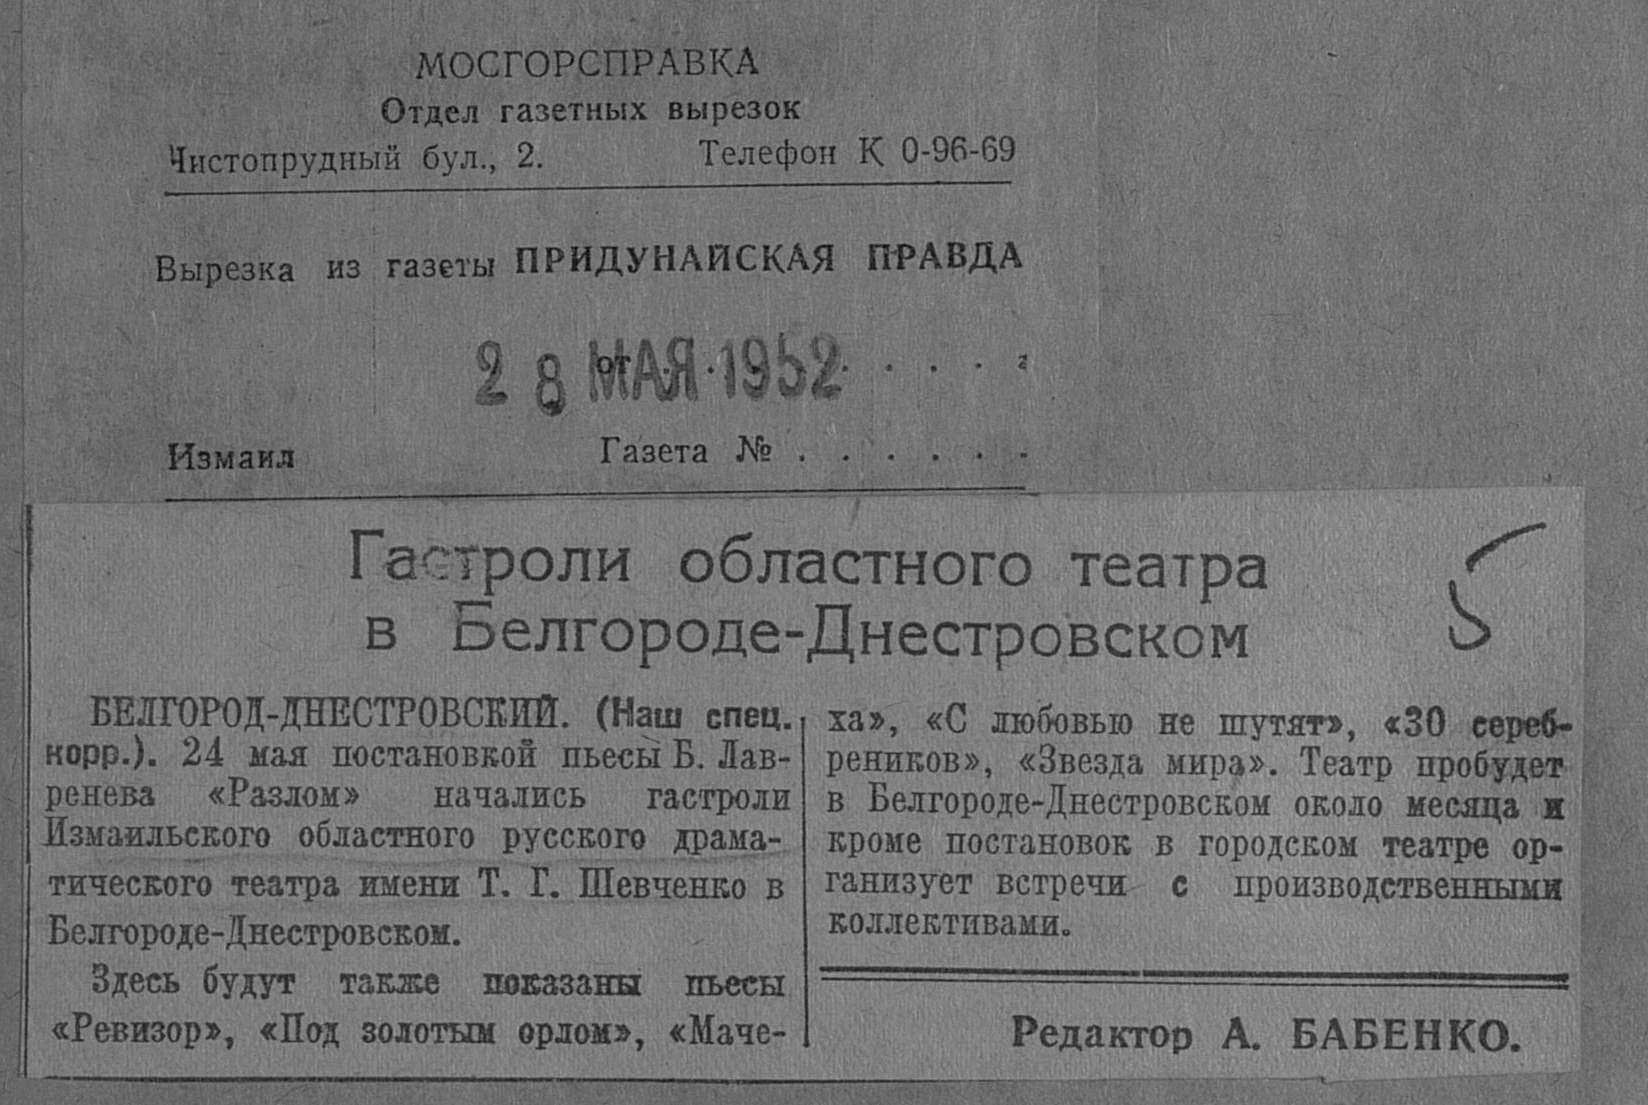 МОСГОРСПРАВКА
Отдел газетных вырезок
Чистопрудный бул., 2. Телефон К 0-96-69
Вырезка из газеты ПРИДУНАЙСКАЯ ПРАВДА
от 28 МАЯ 1952 . . . .
Измаил Газета № . . . . . .
Гастроли областного театра
в Белгороде-Днестровском
5
БЕЛГОРОД-ДНЕСТРОВСКИЙ. (Наш спец.
корр.). 24 мая постановкой пьесы Б. Лав-
ренева «Разлом» начались гастроли
Измаильского областного русского драма-
тического театра имени Т. Г. Шевченко в
Белгороде-Днестровском.
Здесь будут также показаны пьесы
«Ревизор», «Под золотым орлом», «Маче-
ха», «С любовью не шутят», «30 сереб-
реников», «Звезда мира». Театр пробудет
в Белгороде-Днестровском около месяца и
кроме постановок в городском театре ор-
ганизует встречи с производственными
коллективами.
Редактор А. БАБЕНКО.